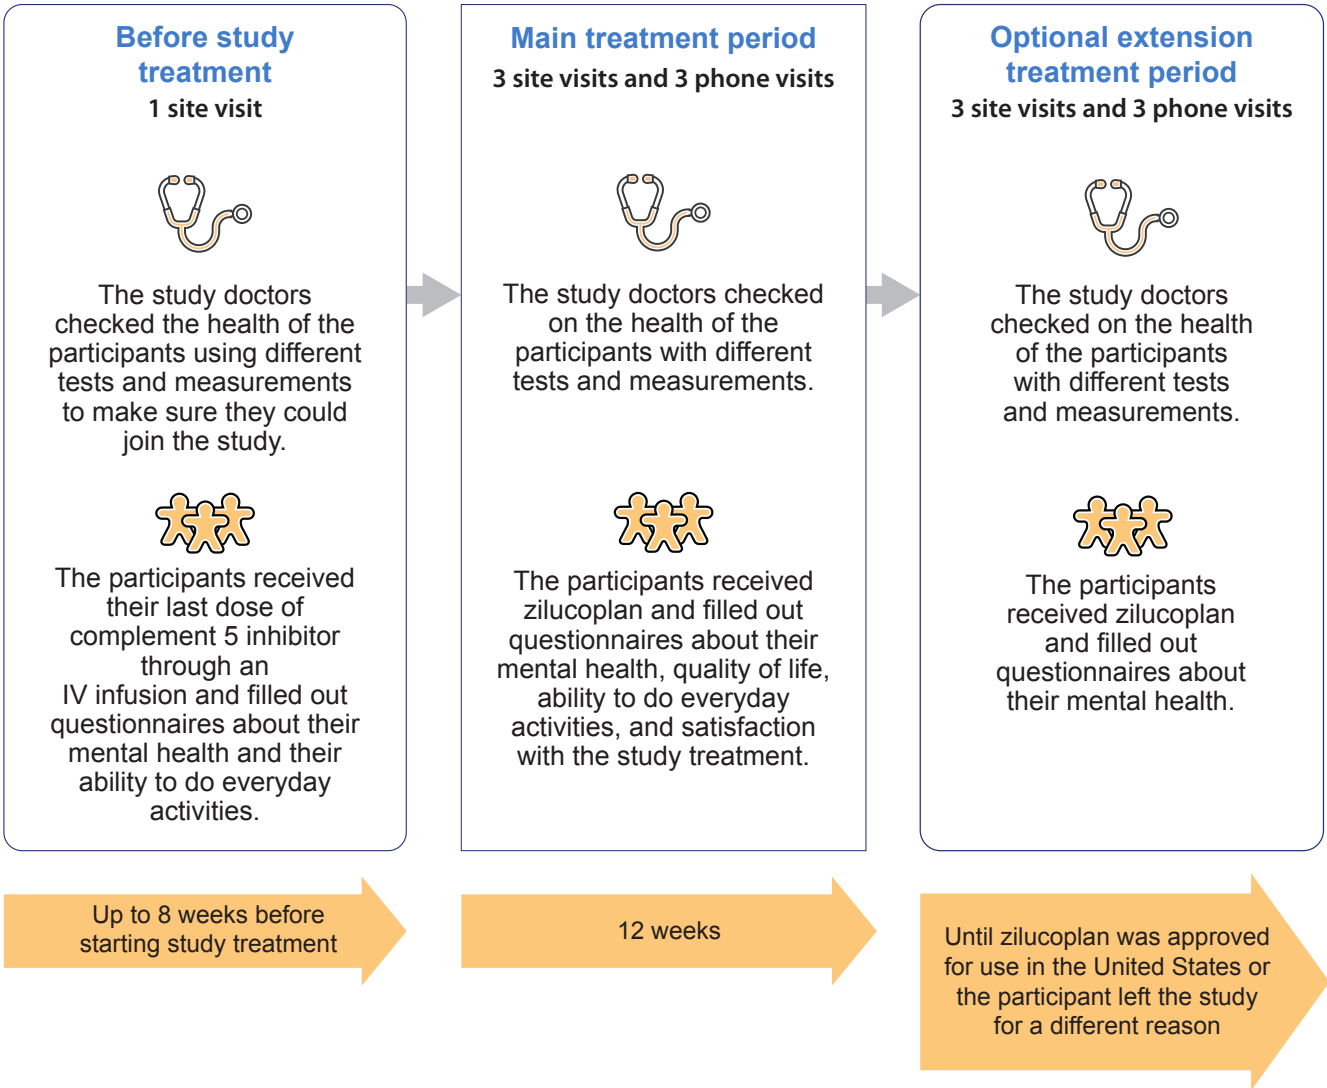 Before study
treatment
1 site visit
The study doctors
checked the health of the
participants using different
tests and measurements
to make sure they could
join the study.
The participants received
their last dose of
complement 5 inhibitor
through an
IV infusion and filled out
questionnaires about their
mental health and their
ability to do everyday
activities.
Up to 8 weeks before
starting study treatment
Main treatment period
3 site visits and 3 phone visits
The study doctors checked
on the health of the
participants with different
tests and measurements.
The participants received
zilucoplan and filled out
questionnaires about their
mental health, quality of life,
ability to do everyday
activities, and satisfaction
with the study treatment.
12 weeks
Optional extension
treatment period
3 site visits and 3 phone visits
The study doctors
checked on the health
of the participants
with different tests
and measurements.
The participants
received zilucoplan
and filled out
questionnaires about
their mental health.
Until zilucoplan was approved
for use in the United States or
the participant left the study
for a different reason